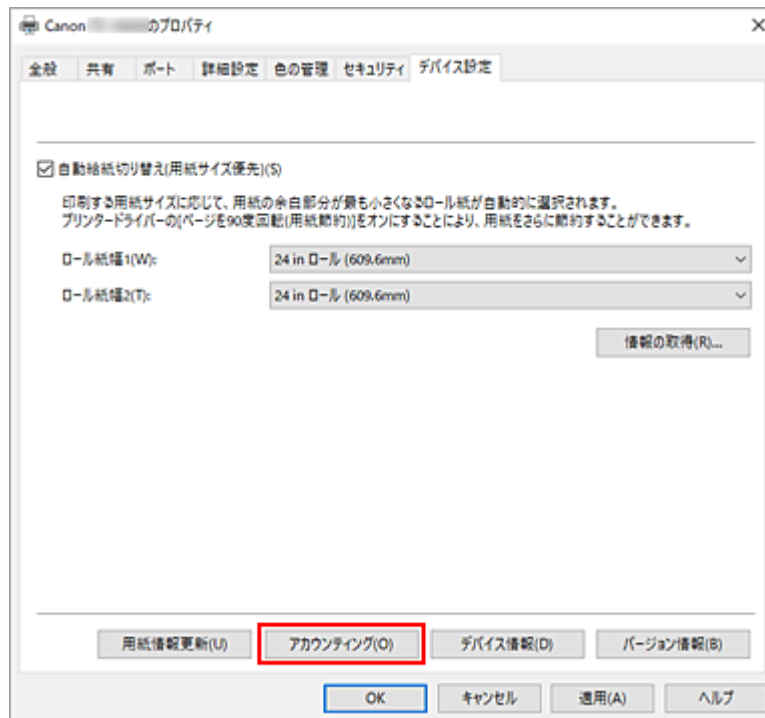 Canon のプロパティ
全般 共有 ポート 詳細設定 色の管理 セキュリティ デバイス設定
自動給紙切り替え(用紙サイズ優先)(S)
印刷する用紙サイズに応じて、用紙の余白部分が最も小さくなるロール紙が自動的に選択されます。
プリンタードライバーの[ページを90度回転(用紙節約)]をオンにすることにより、用紙をさらに節約することができます。
ロール紙幅1(W): 24 in ロール (609.6mm)
ロール紙幅2(T): 24 in ロール (609.6mm)
情報の取得(R)...
用紙情報更新(U) アカウンティング(O) デバイス情報(D) バージョン情報(B)
OK キャンセル 適用(A) ヘルプ